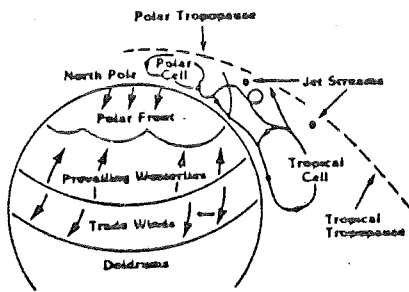 Polar Tropopause
Polar
Cell
North Pole
Jet Streams
Polar Front
Prevailing Westerlies
Tropical
Cell
Trade Winds
Tropical
Tropopause
Doldrums